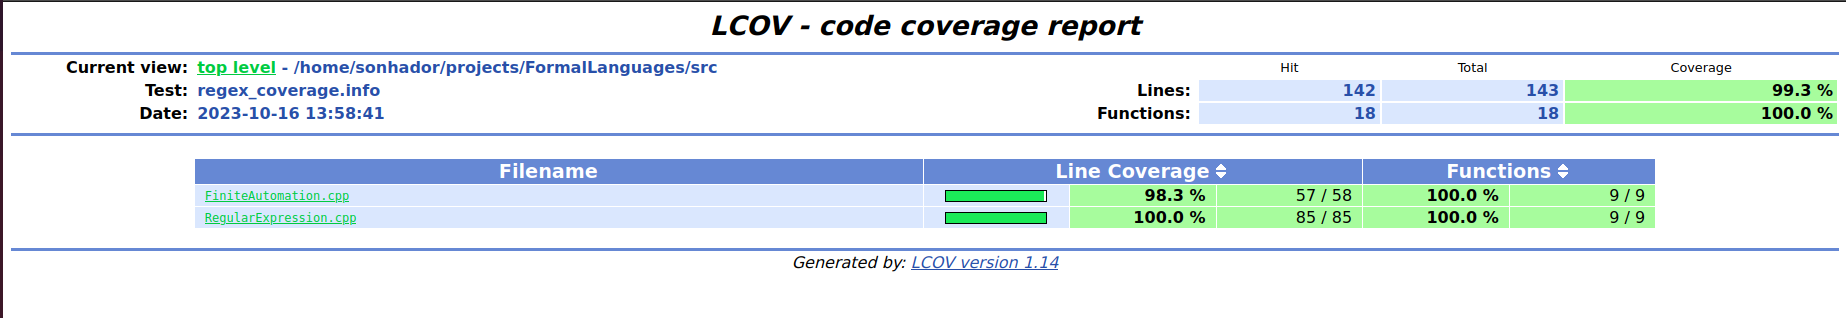 LCOV - code coverage report
Current view: top level - /home/sonhador/projects/FormalLanguages/src Hit Total Coverage
Test: regex_coverage.info Lines: 142 143 99.3 %
Date: 2023-10-16 13:58:41 Functions: 18 18 100.0 %
Filename Line Coverage Functions
FiniteAutomation.cpp 98.3 % 57 / 58 100.0 % 9 / 9
RegularExpression.cpp 100.0 % 85 / 85 100.0 % 9 / 9
Generated by: LCOV version 1.14